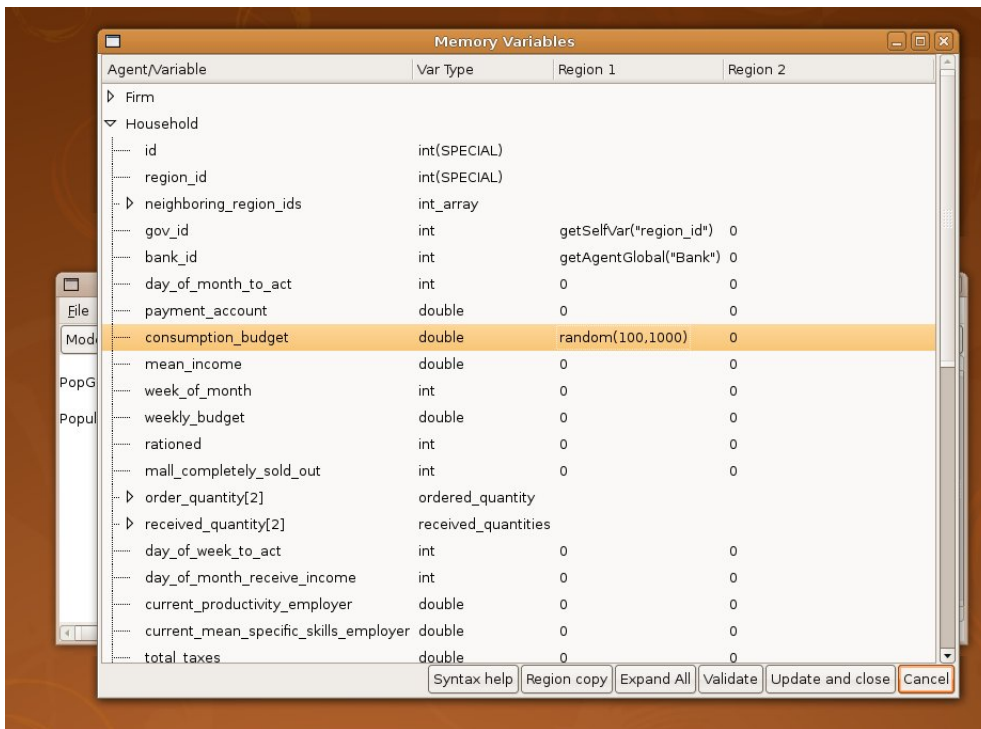 Memory Variables
Agent/Variable Var Type Region 1 Region 2
Firm
Household
id int(SPECIAL)
region_id int(SPECIAL)
neighboring_region_ids int_array
gov_id int getSelfVar("region_id") 0
bank_id int getAgentGlobal("Bank") 0
day_of_month_to_act int 0 0
File
payment_account double 0 0
Mod
consumption_budget double random(100,1000) 0
mean_income double 0 0
PopG
week_of_month int 0 0
Popul
weekly_budget double 0 0
rationed int 0 0
mall_completely_sold_out int 0 0
order_quantity[2] ordered_quantity
received_quantity[2] received_quantities
day_of_week_to_act int 0 0
day_of_month_receive_income int 0 0
current_productivity_employer double 0 0
current_mean_specific_skills_employer double 0 0
total_taxes double 0 0
Syntax help Region copy Expand All Validate Update and close Cancel